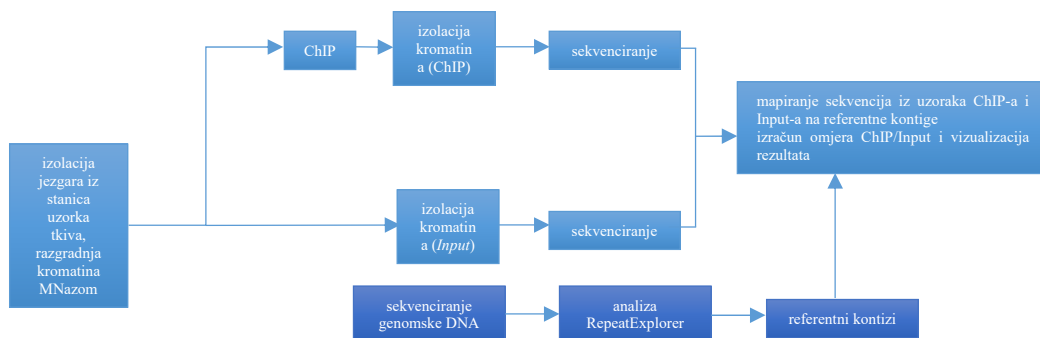 ChIP
izolacija
kromatin
a (ChIP)
sekvenciranje
mapiranje sekvencija iz uzoraka ChIP-a i
Input-a na referentne kontige
izračun omjera ChIP/Input i vizualizacija
rezultata
izolacija
jezgara iz
stanica
uzorka
tkiva,
razgradnja
kromatina
MNazom
izolacija
kromatin
a (Input)
sekvenciranje
sekvenciranje
genomske DNA
analiza
RepeatExplorer
referentni kontizi